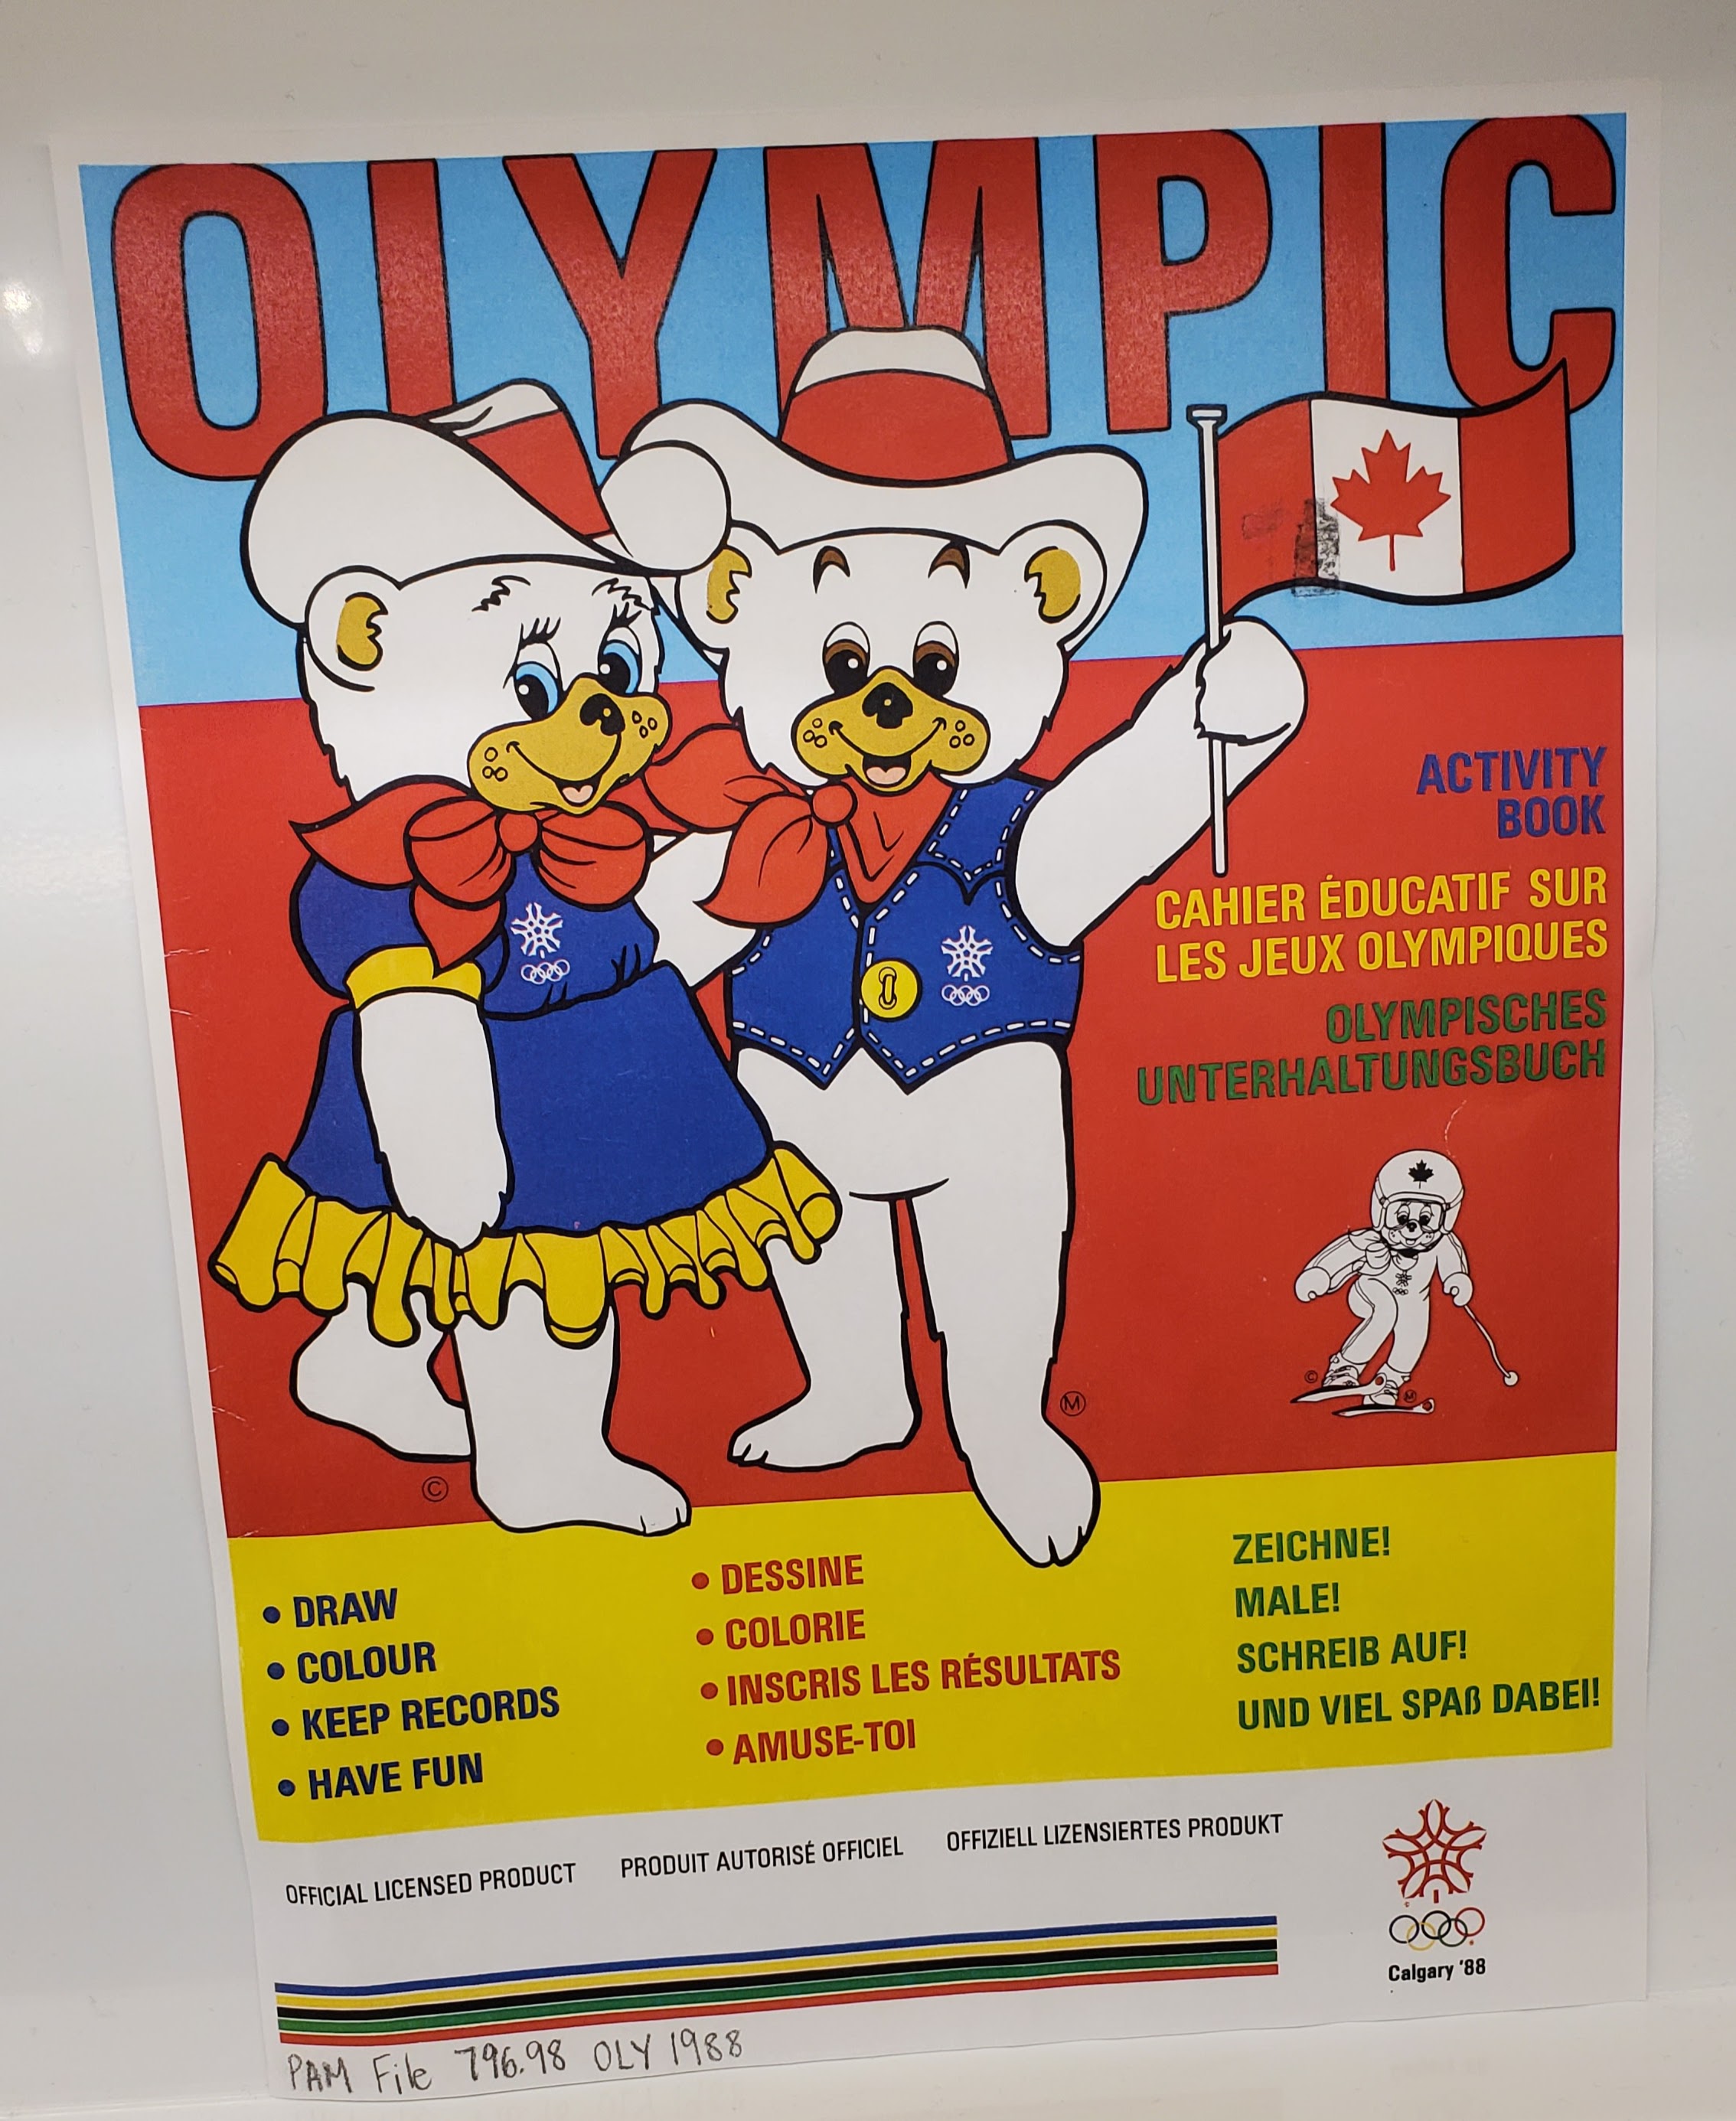 OLYMPIC
ACTIVITY
BOOK
CAHIER ÉDUCATIF SUR
LES JEUX OLYMPIQUES
OLYMPISCHES
UNTERHALTUNGSBUCH
©
M
©
M
• DRAW
• COLOUR
• KEEP RECORDS
• HAVE FUN
• DESSINE
• COLORIE
• INSCRIS LES RÉSULTATS
• AMUSE-TOI
ZEICHNE!
MALE!
SCHREIB AUF!
UND VIEL SPAß DABEI!
OFFICIAL LICENSED PRODUCT
PRODUIT AUTORISÉ OFFICIEL
OFFIZIELL LIZENSIERTES PRODUKT
Calgary '88
PAM File 796.98 OLY 1988